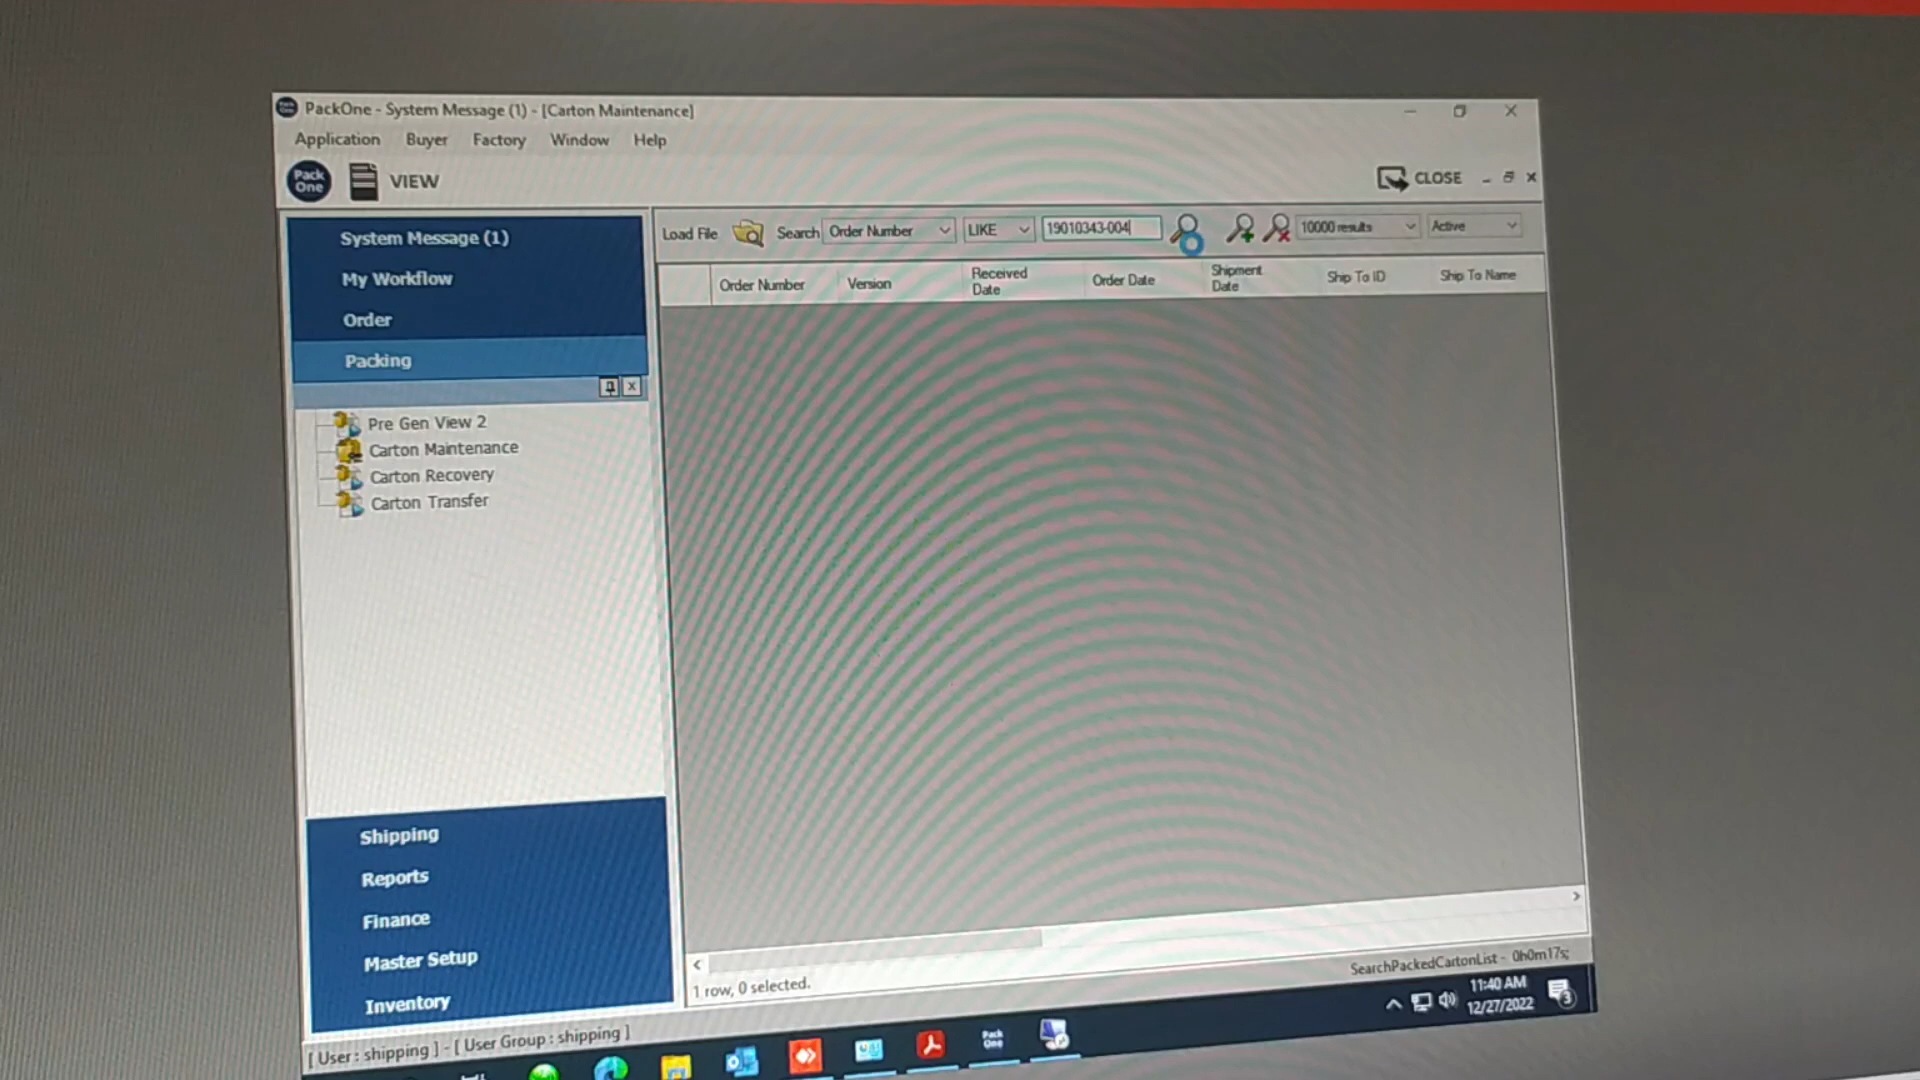 PackOne - System Message (1) - [Carton Maintenance]
Application Buyer Factory Window Help
Pack One VIEW CLOSE
System Message (1)
My Workflow
Order
Packing
Pre Gen View 2
Carton Maintenance
Carton Recovery
Carton Transfer
Shipping
Reports
Finance
Master Setup
Inventory
Load File Search Order Number LIKE 19010343-004 10000 results Active
Order Number Version Received Date Order Date Shipment Date Ship To ID Ship To Name
1 row, 0 selected.
SearchPackedCartonList - 0h0m17s;
[ User : shipping ] - [ User Group : shipping ]
Pack One
11:40 AM
12/27/2022
3